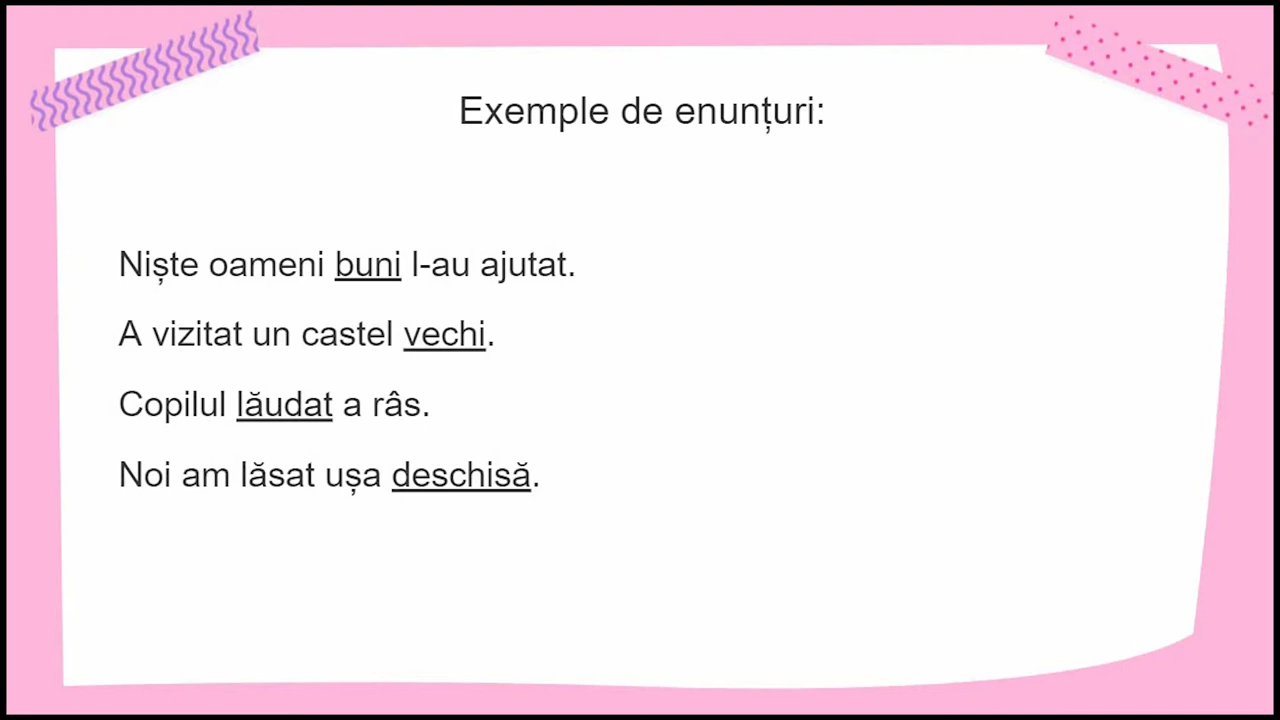 Exemple de enunțuri:
Niște oameni buni l-au ajutat.
A vizitat un castel vechi.
Copilul lăudat a râs.
Noi am lăsat ușa deschisă.